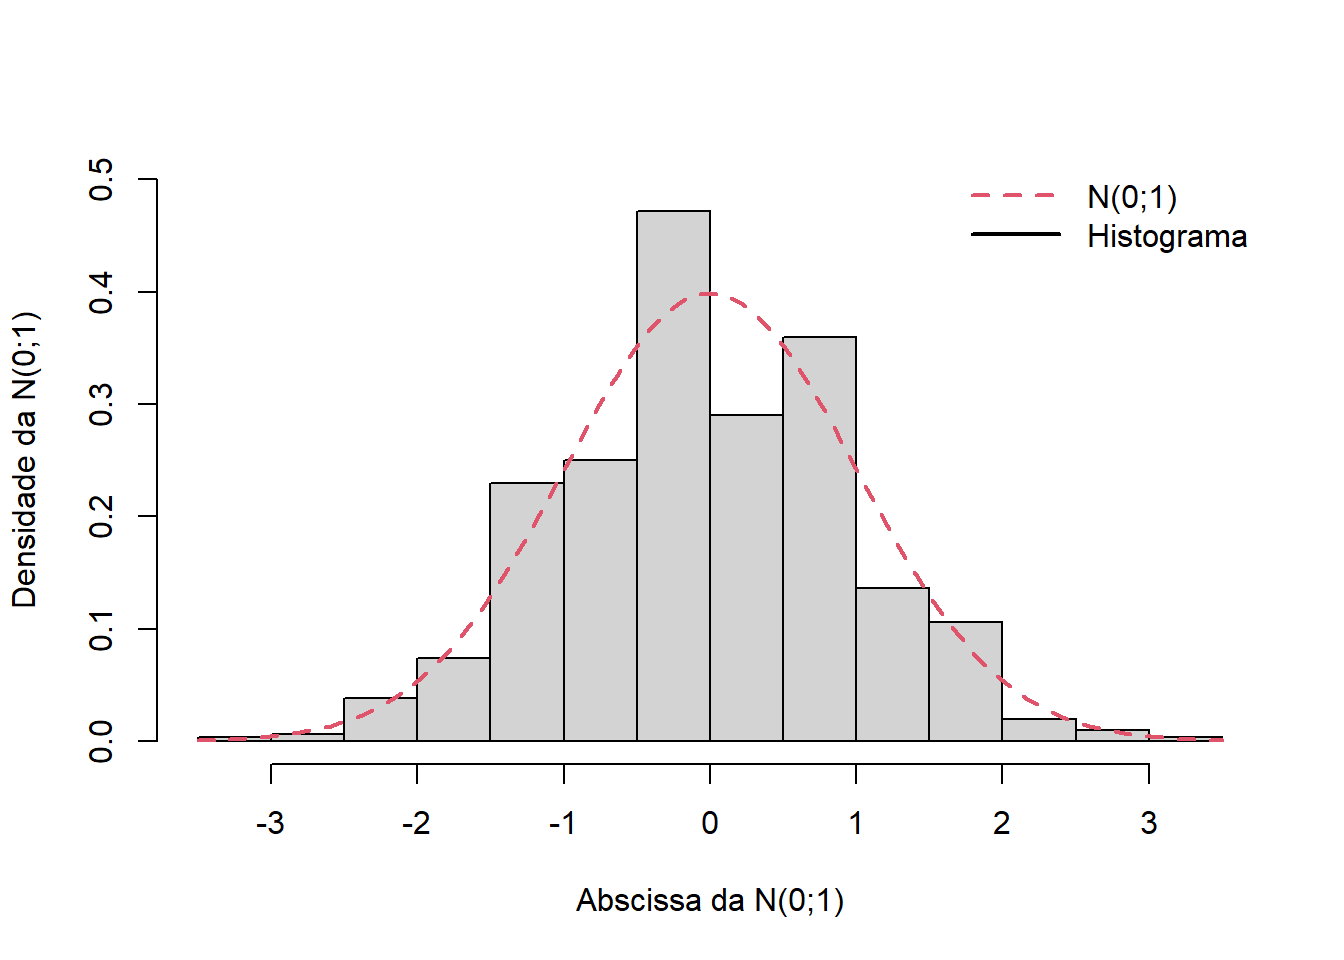 N(0;1)
Histograma
Densidade da N(0;1)
0.5
0.4
0.3
0.2
0.1
0.0
-3 -2 -1 0 1 2 3
Abscissa da N(0;1)